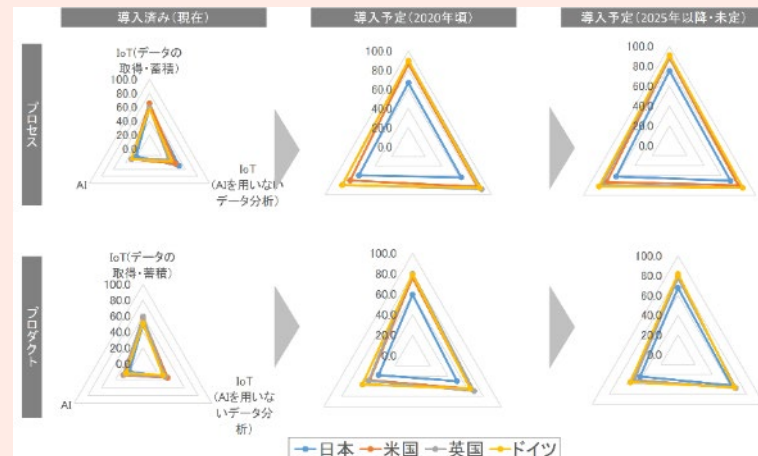 導入済み(現在)
導入予定(2020年頃)
導入予定(2025年以降・未定)
プロセス
IoT(データの
取得・蓄積)
100.0
80.0
60.0
40.0
20.0
0.0
AI
IoT
(AIを用いない
データ分析)
100.0
80.0
60.0
40.0
20.0
0.0
100.0
80.0
60.0
40.0
20.0
0.0
プロダクト
IoT(データの
取得・蓄積)
100.0
80.0
60.0
40.0
20.0
0.0
AI
IoT
(AIを用いな
いデータ分
析)
100.0
80.0
60.0
40.0
20.0
0.0
100.0
80.0
60.0
40.0
20.0
0.0
日本 米国 英国 ドイツ